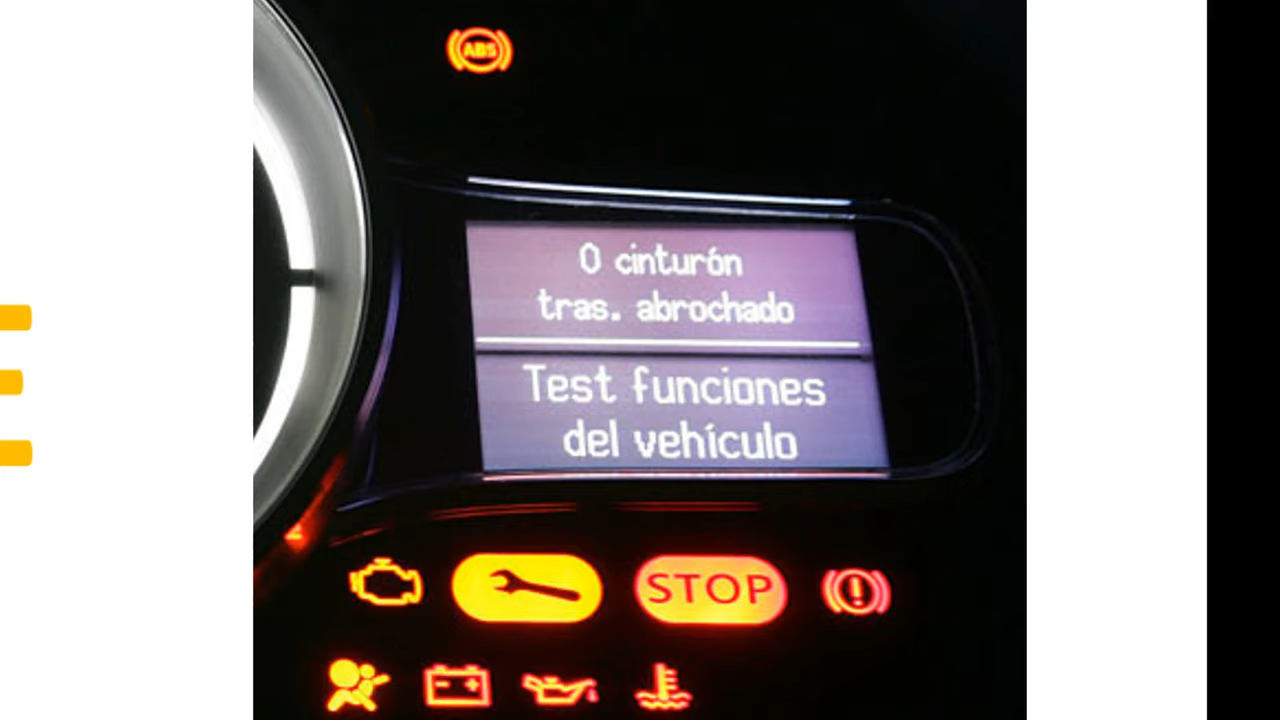 ABS
0 cinturón
tras. abrochado
Test funciones
del vehículo
STOP